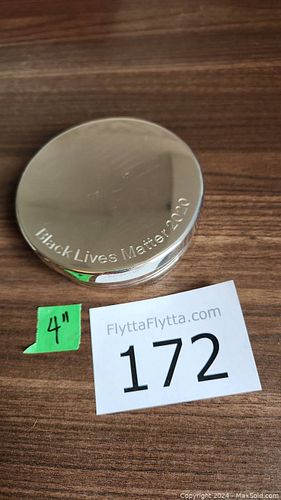 Black Lives Matter 2020
4"
FlyttaFlytta.com
172
Copyright 2024 - MaxSold.com